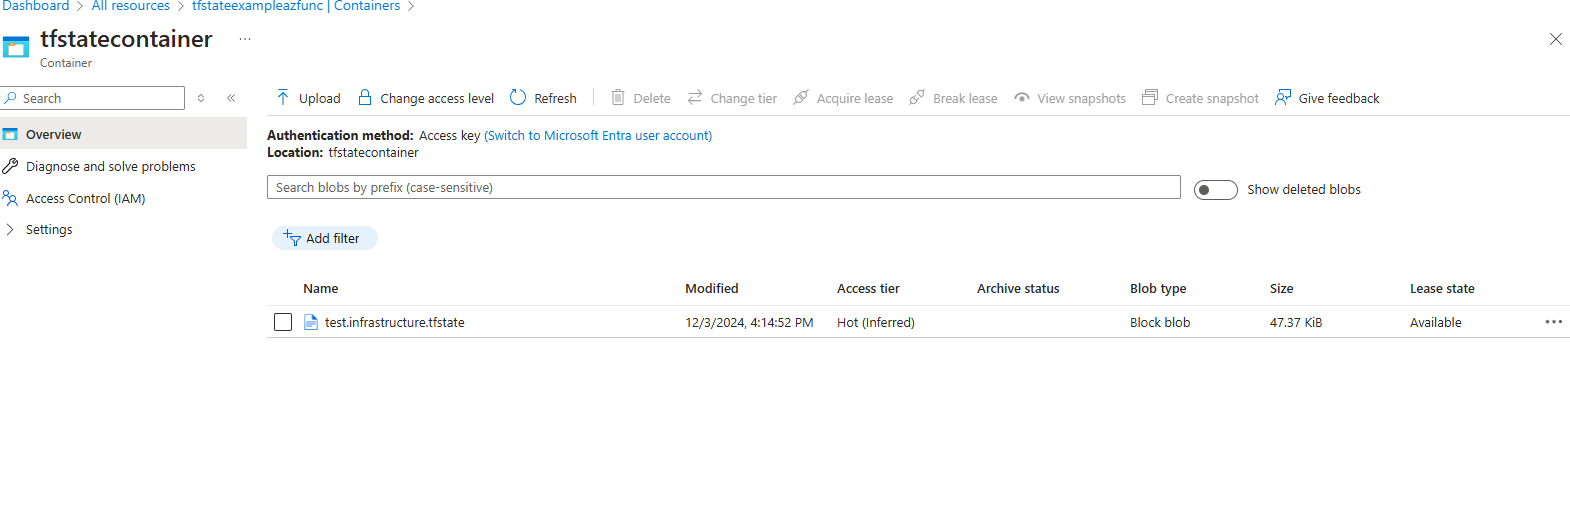 Dashboard > All resources > tfstateexampleazfunc | Containers >
tfstatecontainer ...
Container
Search
Upload Change access level Refresh Delete Change tier Acquire lease Break lease View snapshots Create snapshot Give feedback
Overview
Diagnose and solve problems
Access Control (IAM)
Settings
Authentication method: Access key (Switch to Microsoft Entra user account)
Location: tfstatecontainer
Search blobs by prefix (case-sensitive)
Show deleted blobs
Add filter
Name Modified Access tier Archive status Blob type Size Lease state
test.infrastructure.tfstate 12/3/2024, 4:14:52 PM Hot (Inferred) Block blob 47.37 KiB Available ...